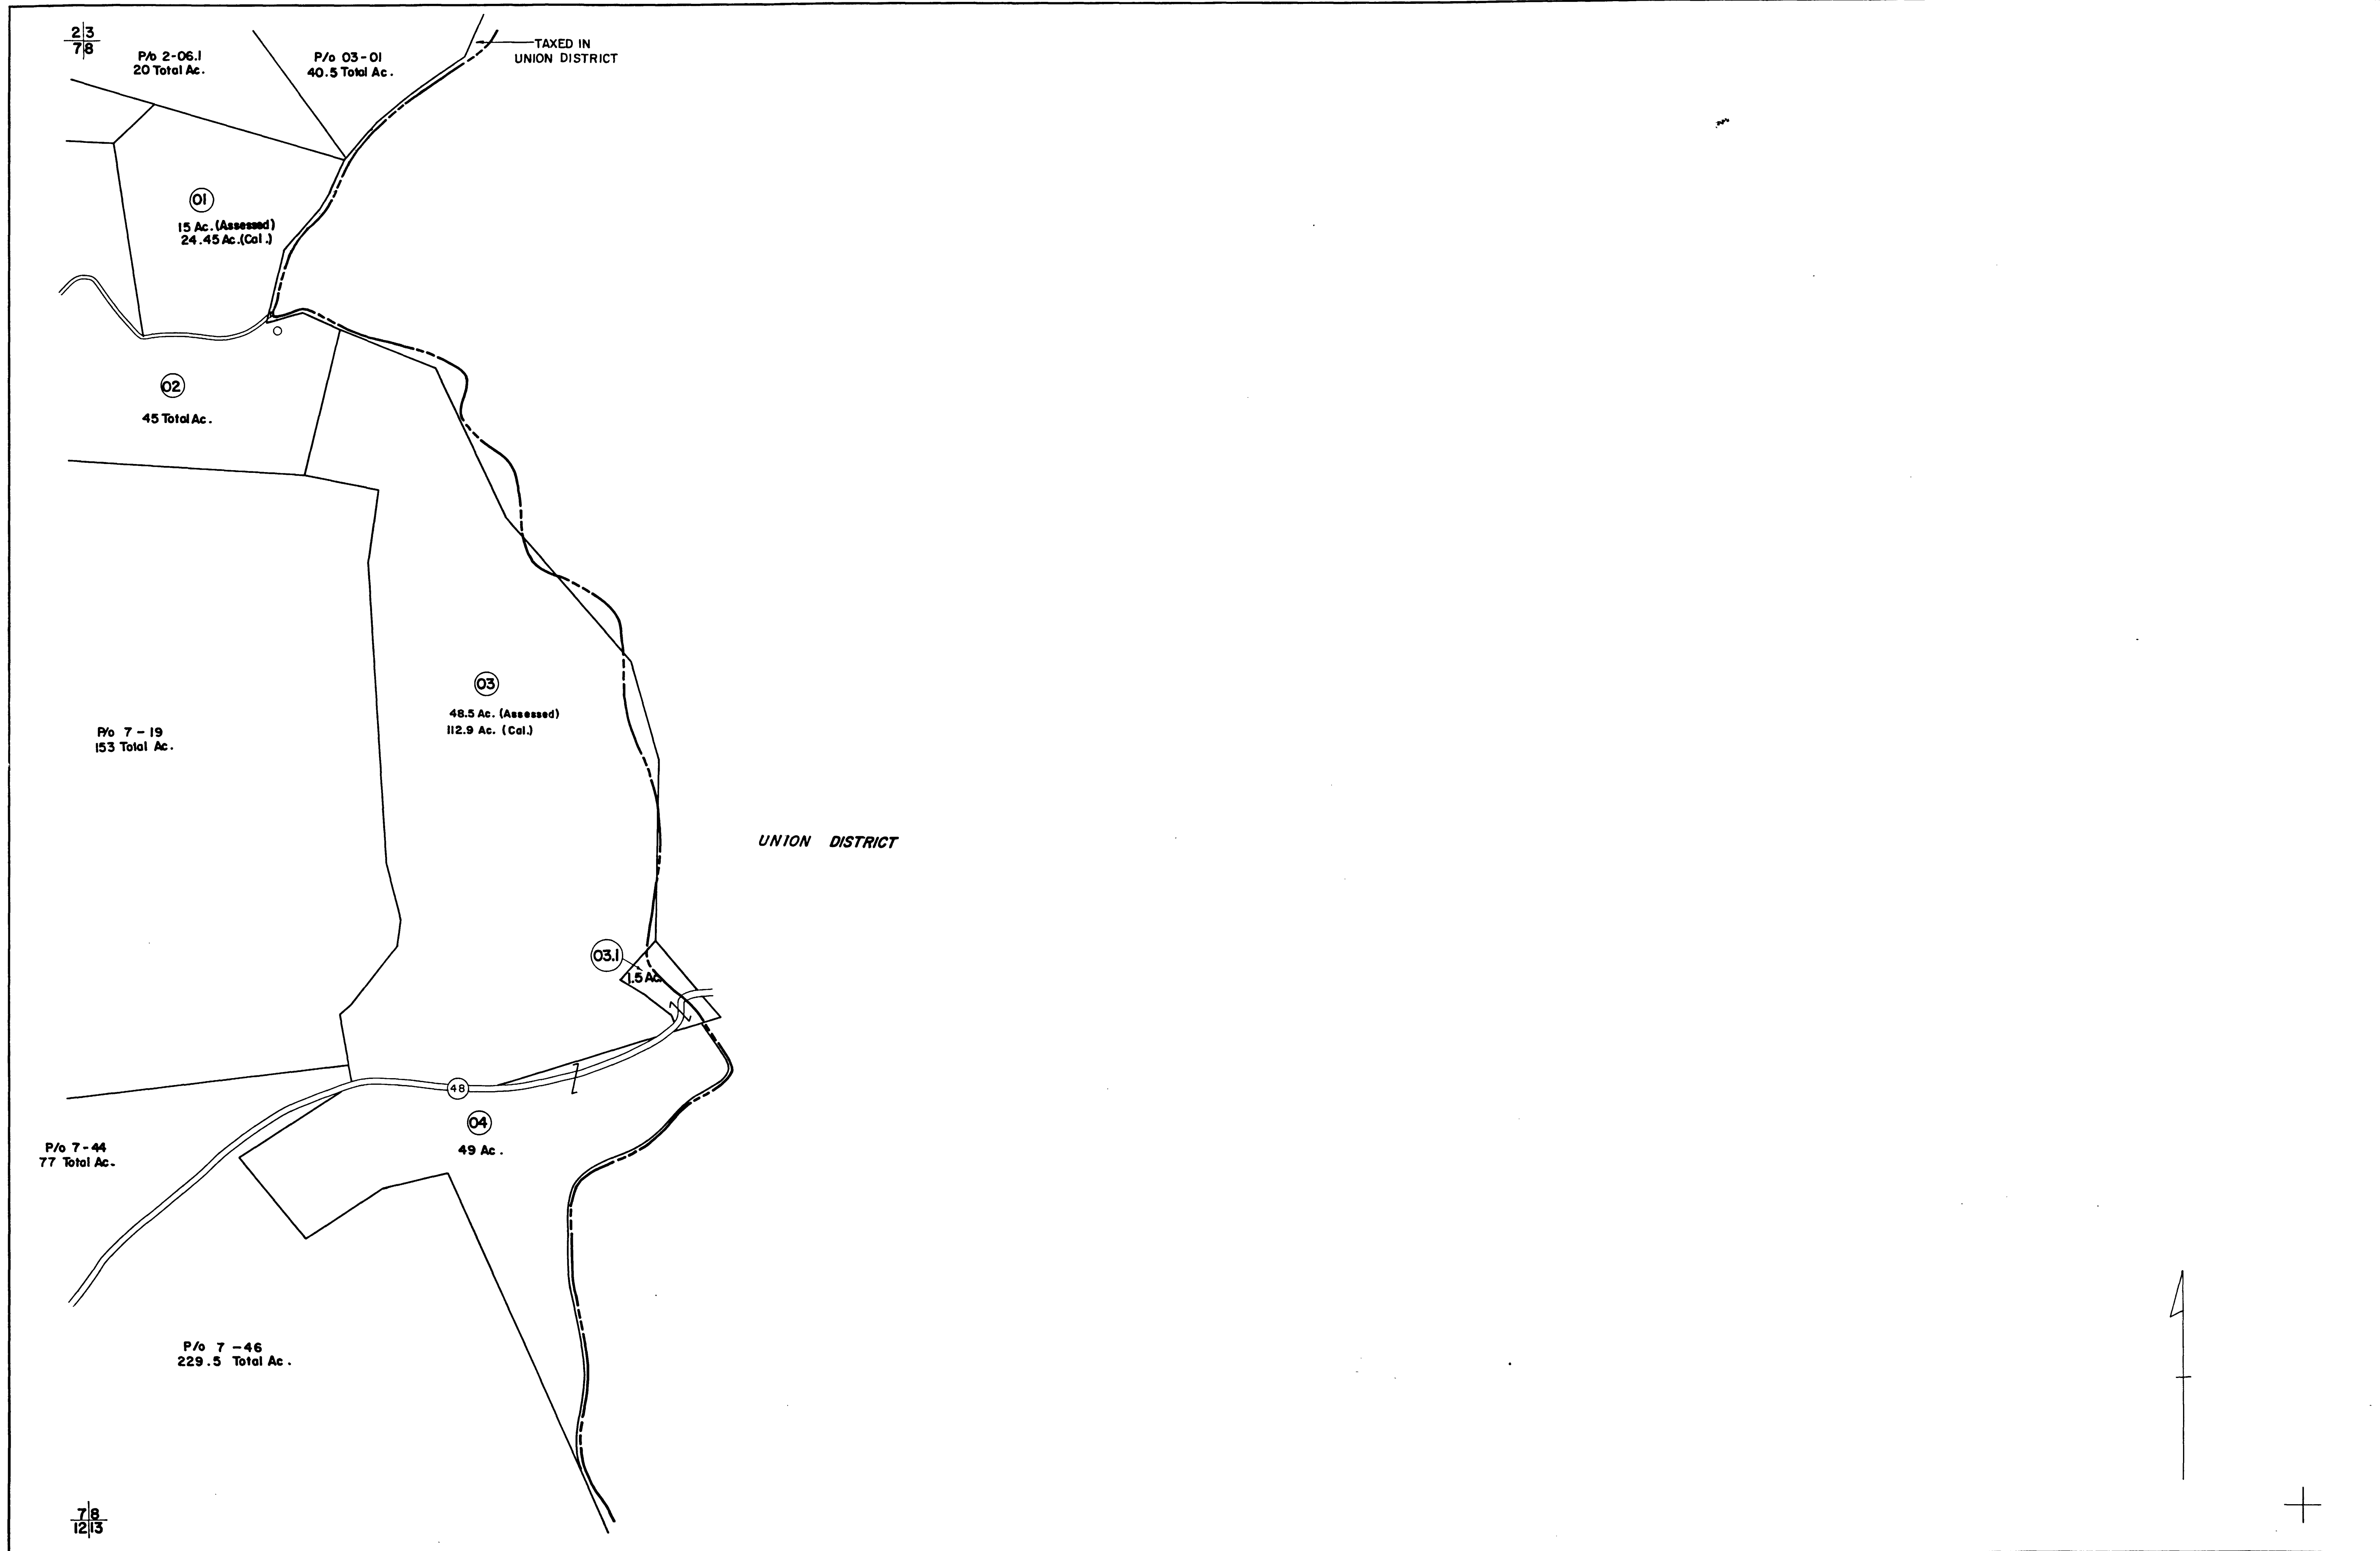 2 3
7 8
P/o 2-06.1
20 Total Ac.
P/o 03-01
40.5 Total Ac.
TAXED IN
UNION DISTRICT
01
15 Ac. (Assessed)
24.45 Ac. (Cal.)
02
45 Total Ac.
03
48.5 Ac. (Assessed)
112.9 Ac. (Cal.)
P/o 7-19
153 Total Ac.
UNION DISTRICT
03.1
1.5 Ac.
48
04
49 Ac.
P/o 7-44
77 Total Ac.
P/o 7-46
229.5 Total Ac.
7 8
12 13